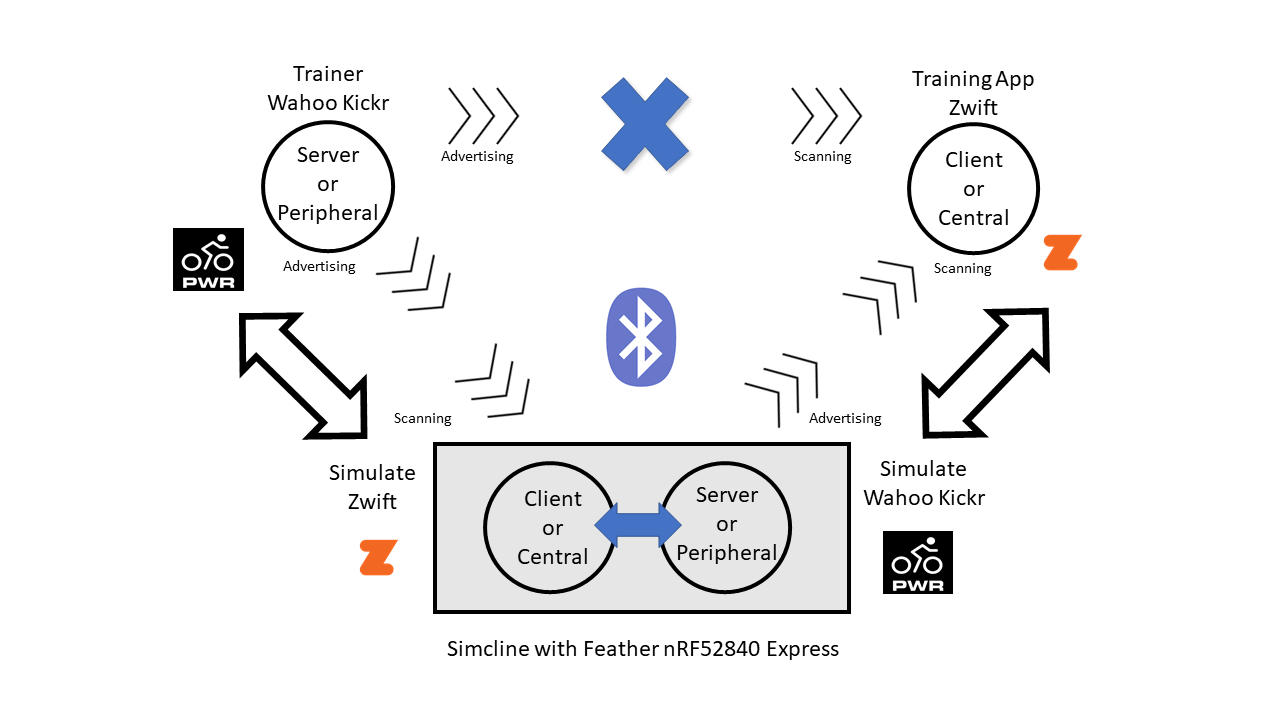 Trainer
Wahoo Kickr
Server
or
Peripheral
Advertising
Scanning
Training App
Zwift
Client
or
Central
PWR
Advertising
Scanning
Scanning
Advertising
Simulate
Zwift
Client
or
Central
Server
or
Peripheral
Simulate
Wahoo Kickr
PWR
Simcline with Feather nRF52840 Express